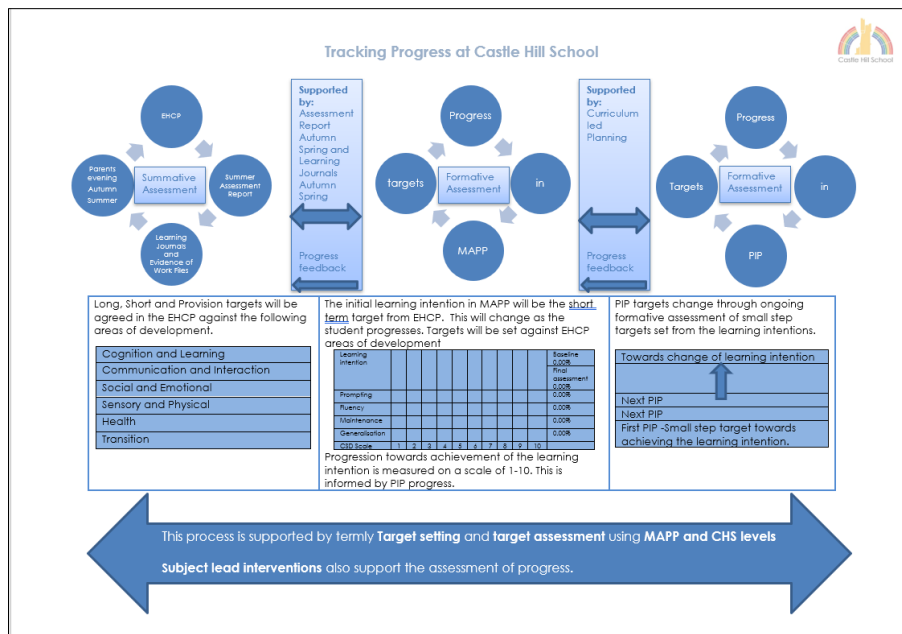 Tracking Progress at Castle Hill School
Castle Hill School
EHCP
Summer
Assessment
Report
Learning
Journals
and
Evidence of
Work Files
Parents
evening
Autumn
Summer
Summative
Assessment
Supported
by:
Assessment
Report
Autumn
Spring and
Learning
Journals
Autumn
Spring
Progress
feedback
Progress
in
MAPP
targets
Formative
Assessment
Supported
by:
Curriculum
led
Planning
Progress
feedback
Progress
in
PIP
Targets
Formative
Assessment
Long, Short and Provision targets will be
agreed in the EHCP against the following
areas of development.
Cognition and Learning
Communication and Interaction
Social and Emotional
Sensory and Physical
Health
Transition
The initial learning intention in MAPP will be the short
term target from EHCP. This will change as the
student progresses. Targets will be set against EHCP
areas of development
Learning
intention
Baseline
0.00%
Final
assessment
0.00%
Prompting 0.00%
Fluency 0.00%
Maintenance 0.00%
Generalisation 0.00%
CSD Scale 1 2 3 4 5 6 7 8 9 10
Progression towards achievement of the learning
intention is measured on a scale of 1-10. This is
informed by PIP progress.
PIP targets change through ongoing
formative assessment of small step
targets set from the learning intentions.
Towards change of learning intention
Next PIP
Next PIP
First PIP -Small step target towards
achieving the learning intention.
This process is supported by termly Target setting and target assessment using MAPP and CHS levels
Subject lead interventions also support the assessment of progress.